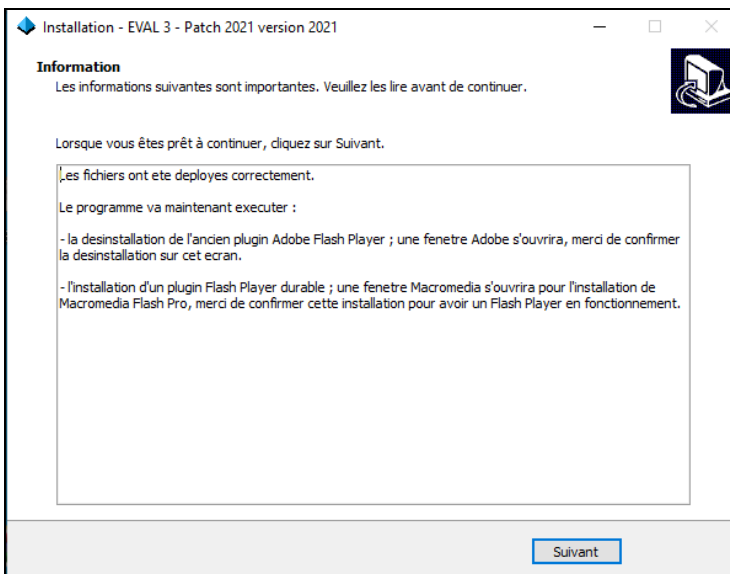 Installation - EVAL 3 - Patch 2021 version 2021
Information
Les informations suivantes sont importantes. Veuillez les lire avant de continuer.
Lorsque vous êtes prêt à continuer, cliquez sur Suivant.
Les fichiers ont ete deployes correctement.
Le programme va maintenant executer :
- la desinstallation de l'ancien plugin Adobe Flash Player ; une fenetre Adobe s'ouvrira, merci de confirmer
la desinstallation sur cet ecran.
- l'installation d'un plugin Flash Player durable ; une fenetre Macromedia s'ouvrira pour l'installation de
Macromedia Flash Pro, merci de confirmer cette installation pour avoir un Flash Player en fonctionnement.
Suivant